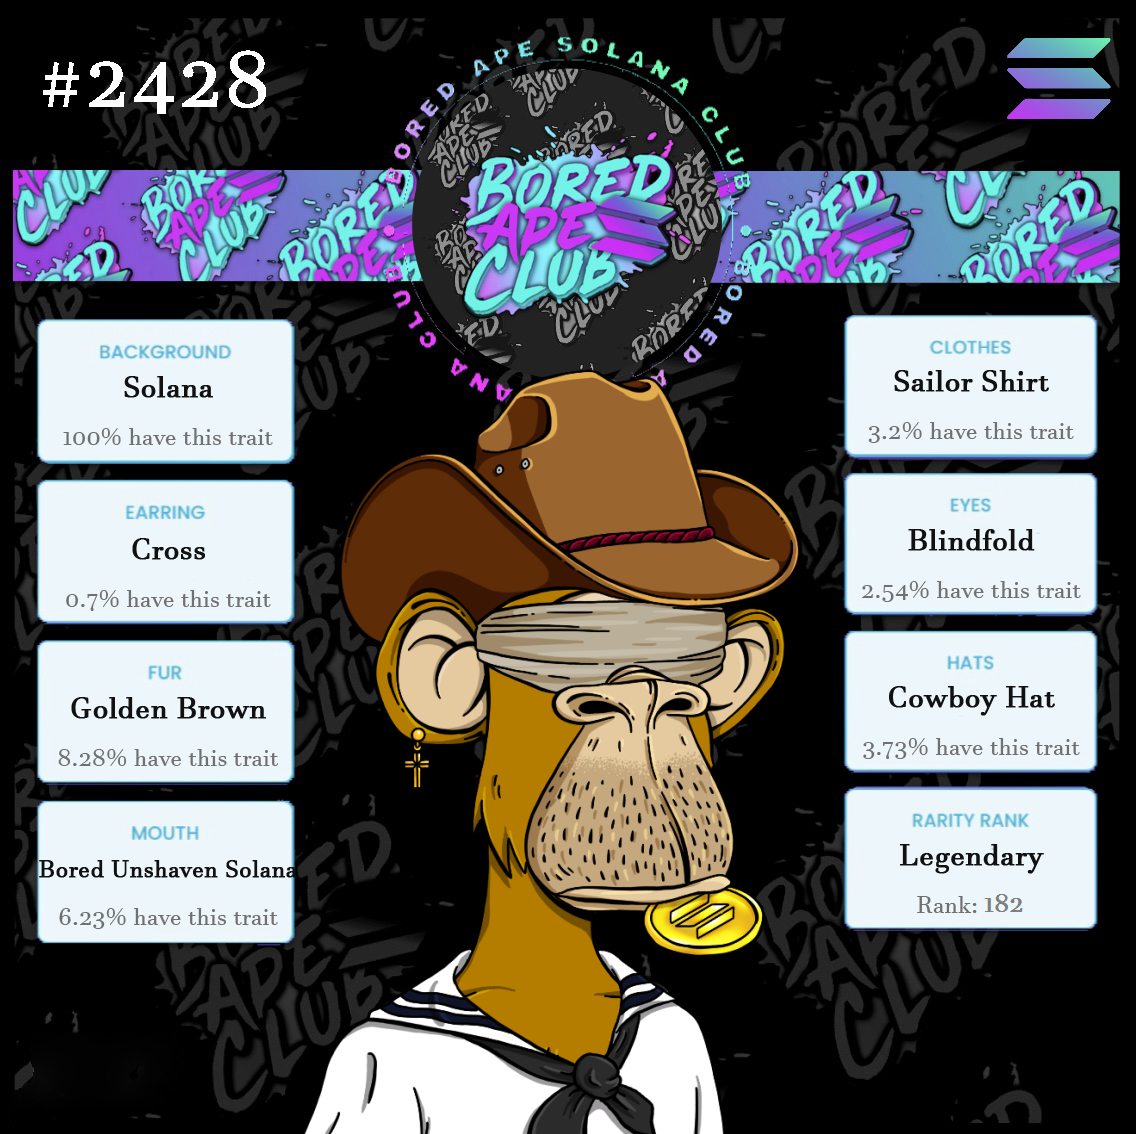 #2428
BORED APE SOLANA CLUB
BORED
APE
CLUB
BACKGROUND
Solana
100% have this trait
EARRING
Cross
0.7% have this trait
FUR
Golden Brown
8.28% have this trait
MOUTH
Bored Unshaven Solana
6.23% have this trait
CLOTHES
Sailor Shirt
3.2% have this trait
EYES
Blindfold
2.54% have this trait
HATS
Cowboy Hat
3.73% have this trait
RARITY RANK
Legendary
Rank: 182